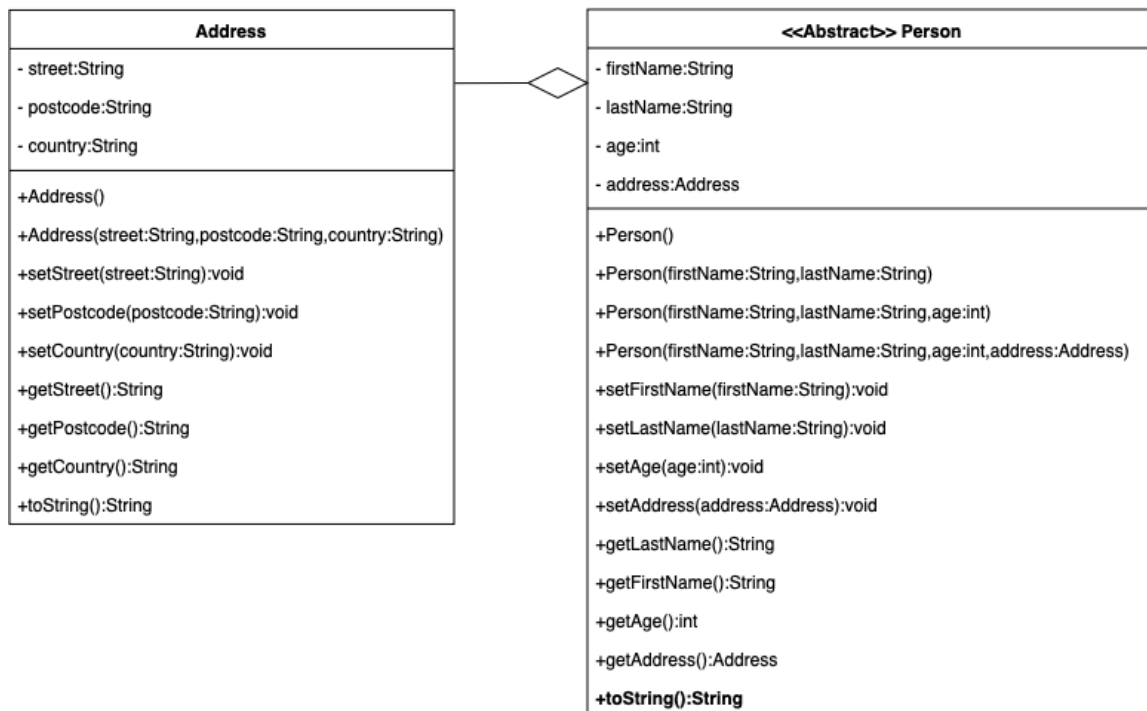 Address
- street:String
- postcode:String
- country:String
+Address()
+Address(street:String,postcode:String,country:String)
+setStreet(street:String):void
+setPostcode(postcode:String):void
+setCountry(country:String):void
+getStreet():String
+getPostcode():String
+getCountry():String
+toString():String
<<Abstract>> Person
- firstName:String
- lastName:String
- age:int
- address:Address
+Person()
+Person(firstName:String,lastName:String)
+Person(firstName:String,lastName:String,age:int)
+Person(firstName:String,lastName:String,age:int,address:Address)
+setFirstName(firstName:String):void
+setLastName(lastName:String):void
+setAge(age:int):void
+setAddress(address:Address):void
+getLastName():String
+getFirstName():String
+getAge():int
+getAddress():Address
+toString():String